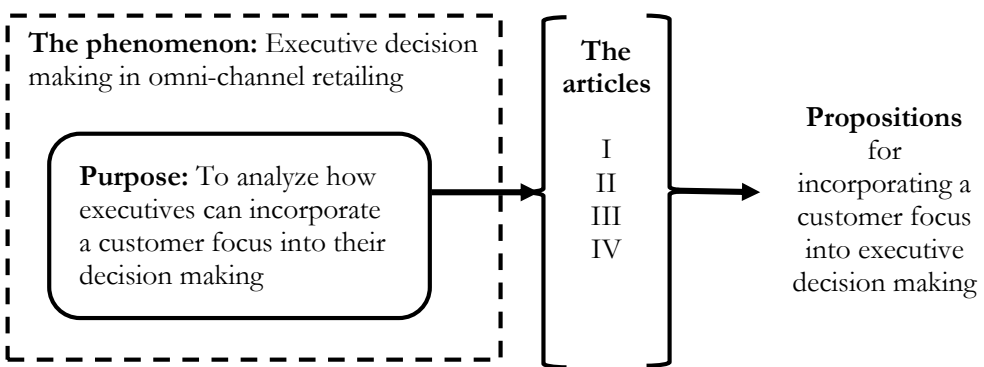 The phenomenon: Executive decision
making in omni-channel retailing
Purpose: To analyze how
executives can incorporate
a customer focus into their
decision making
The
articles
I
II
III
IV
Propositions
for
incorporating a
customer focus
into executive
decision making